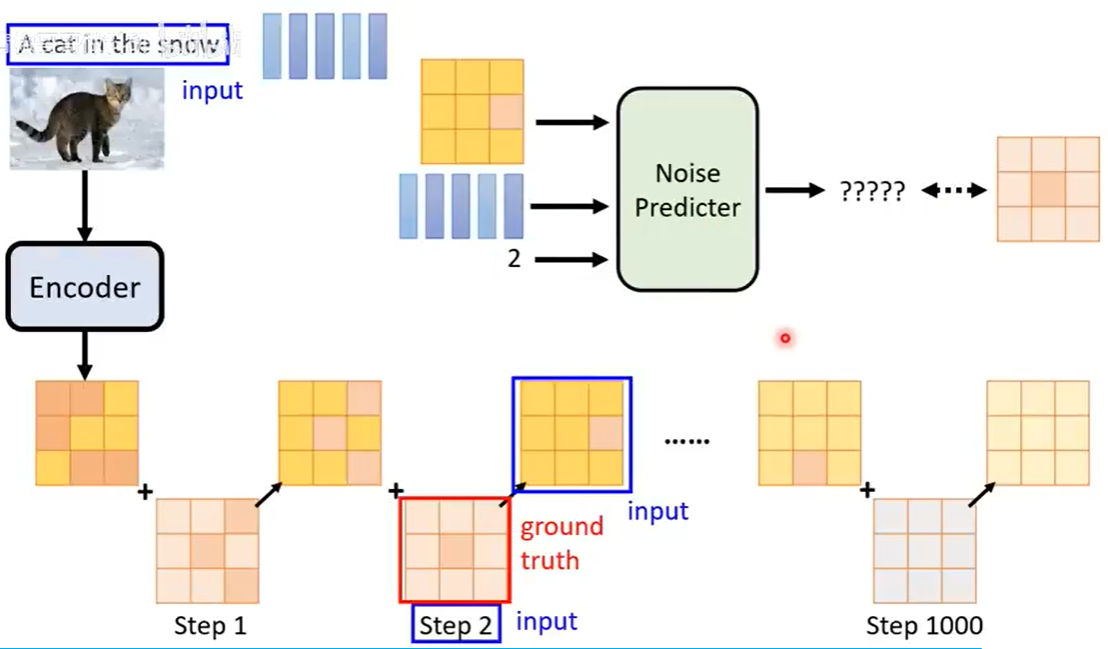 A cat in the snow
input
2
Noise
Predicter
?????
Encoder
+
+
......
+
ground
truth
input
Step 1
Step 2
input
Step 1000